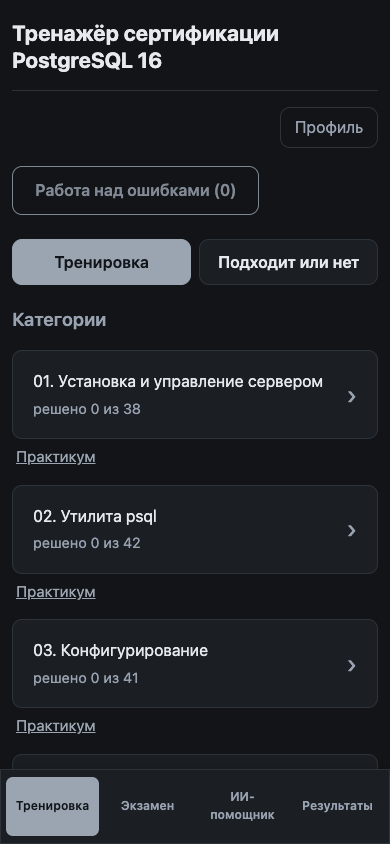 Тренажёр сертификации
PostgreSQL 16
Профиль
Работа над ошибками (0)
Тренировка
Подходит или нет
Категории
01. Установка и управление сервером
решено 0 из 38
Практикум
02. Утилита psql
решено 0 из 42
Практикум
03. Конфигурирование
решено 0 из 41
Практикум
Тренировка
Экзамен
ИИ-
помощник
Результаты